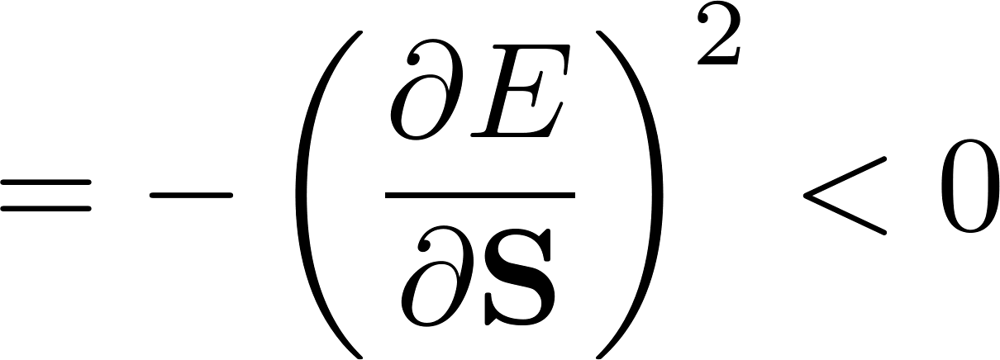 = −(∂E/∂𝐒)² < 0